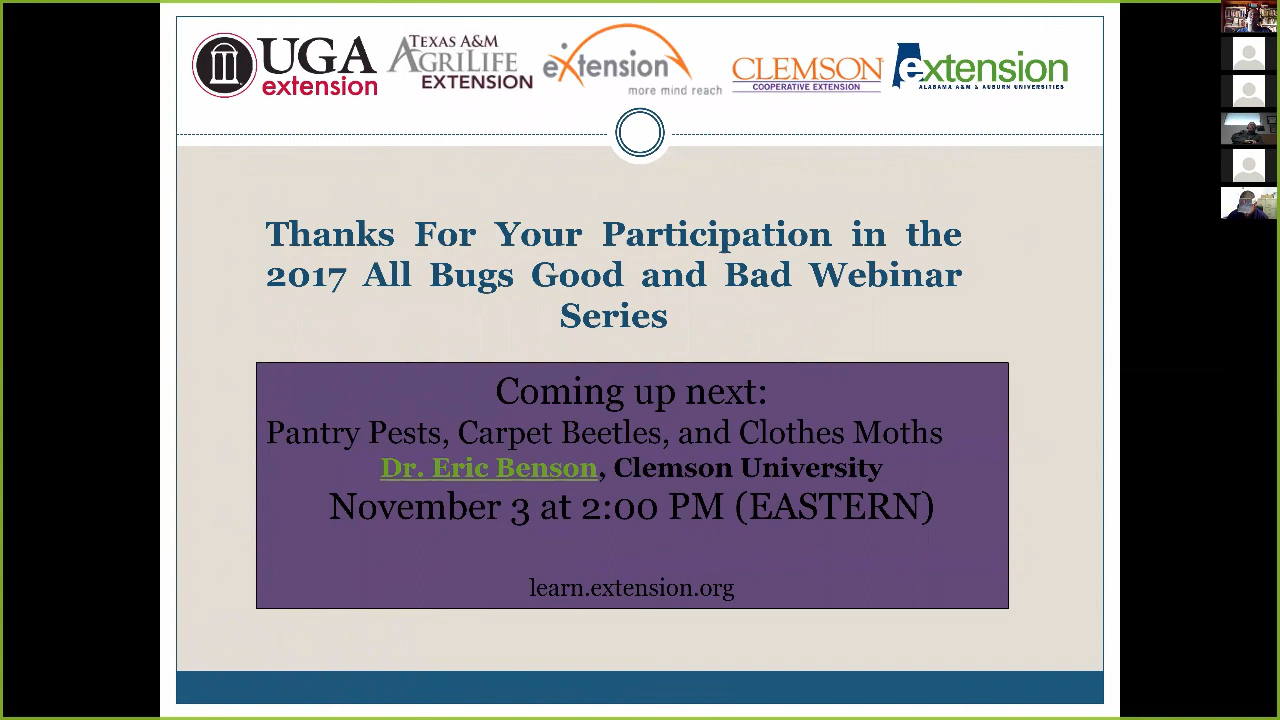 UGA
extension
TEXAS A&M
AGRILIFE
EXTENSION
eXtension
more mind reach
CLEMSON
COOPERATIVE EXTENSION
extension
ALABAMA A&M & AUBURN UNIVERSITIES
Thanks For Your Participation in the
2017 All Bugs Good and Bad Webinar
Series
Coming up next:
Pantry Pests, Carpet Beetles, and Clothes Moths
Dr. Eric Benson, Clemson University
November 3 at 2:00 PM (EASTERN)
learn.extension.org